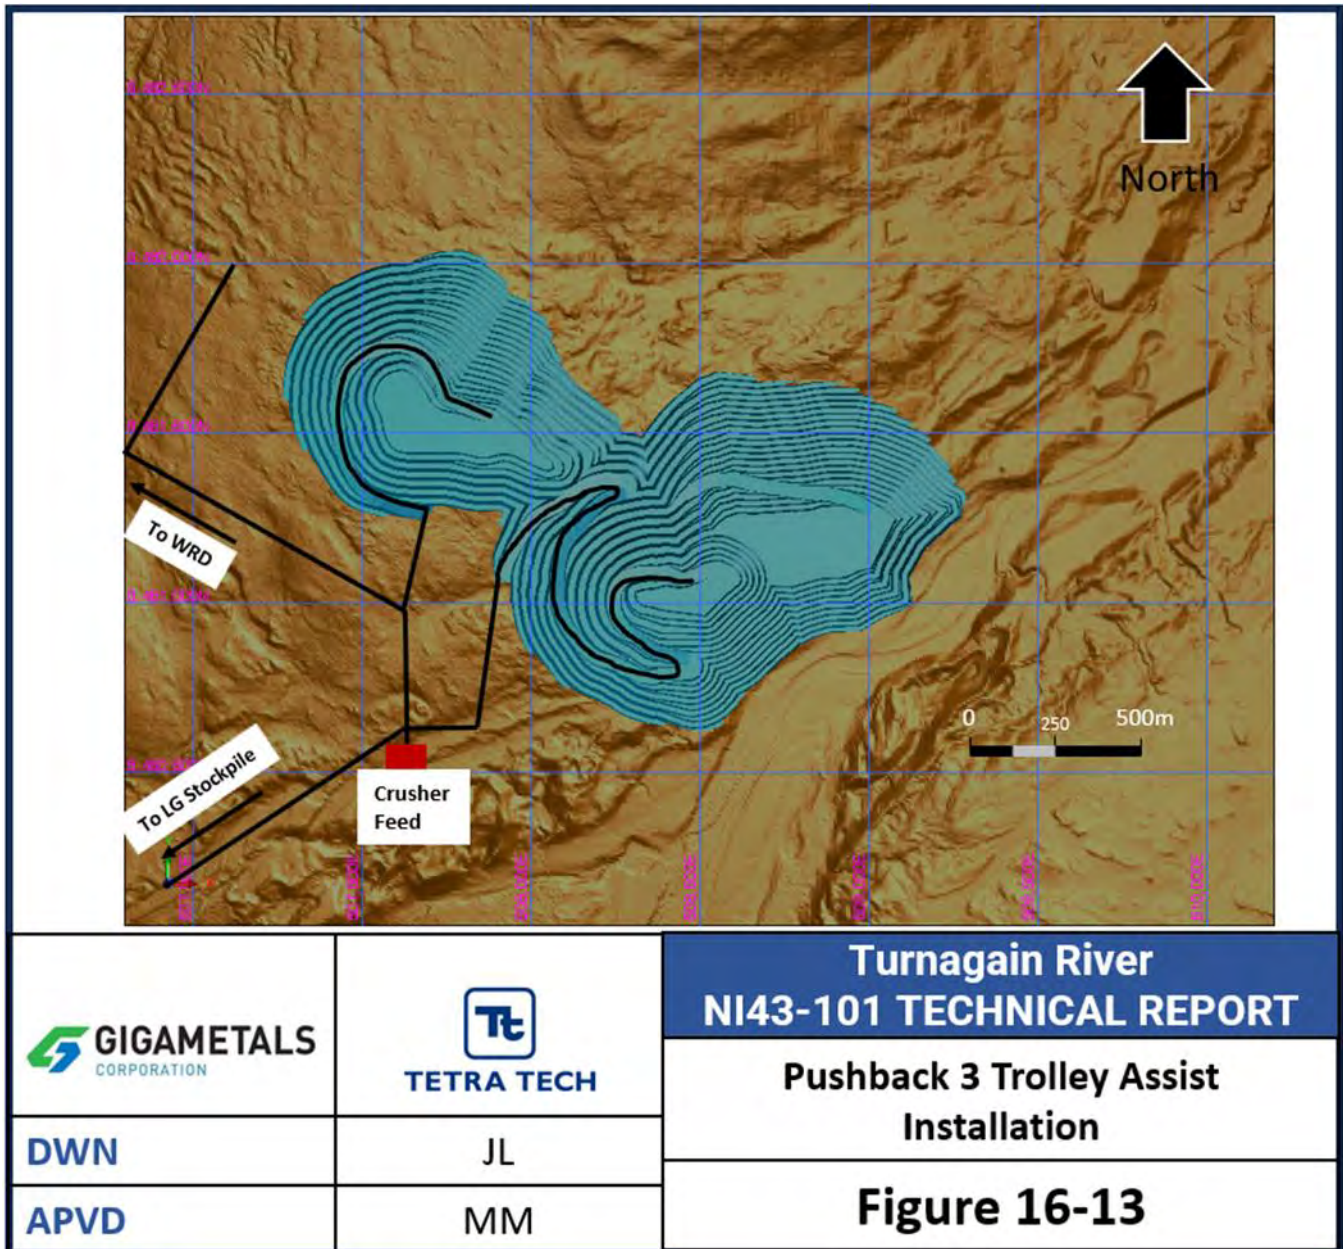 North
To WRD
0 250 500m
To LG Stockpile
Crusher
Feed
GIGAMETALS
CORPORATION
Tt
TETRA TECH
Turnagain River
NI43-101 TECHNICAL REPORT
Pushback 3 Trolley Assist
Installation
DWN
JL
Figure 16-13
APVD
MM